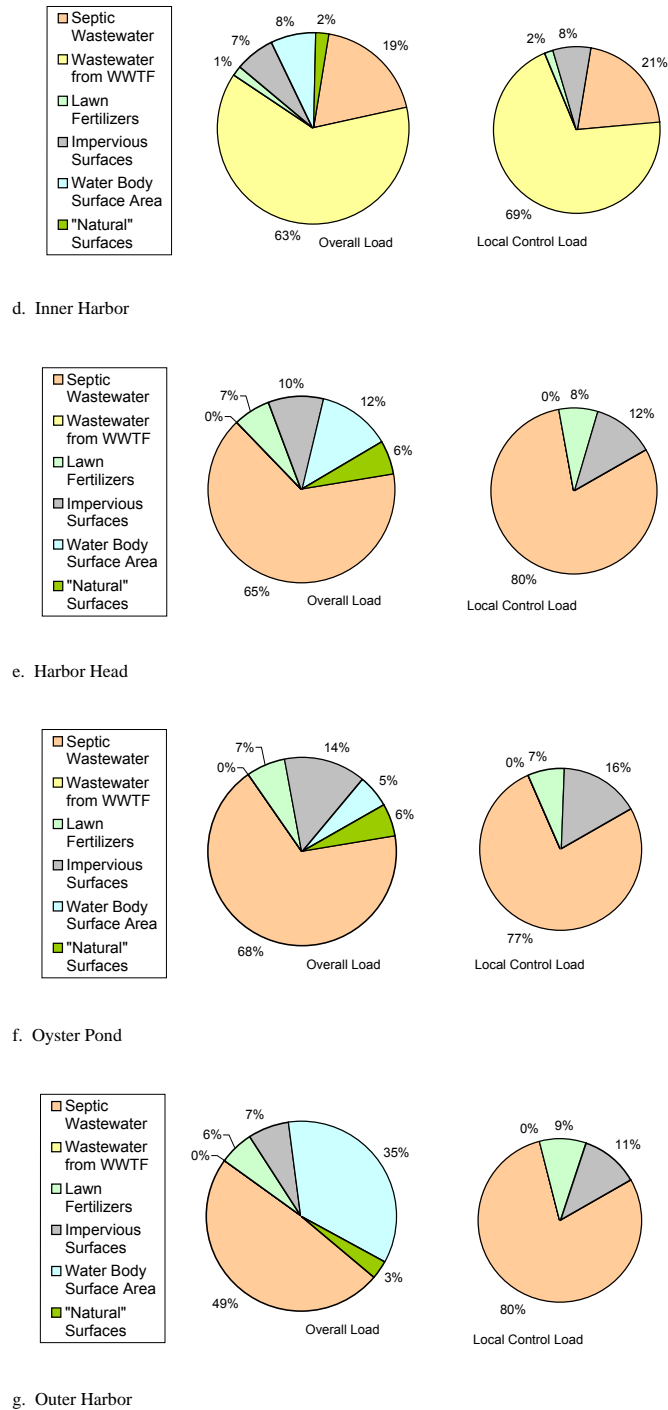 Septic
Wastewater
Wastewater
from WWTF
Lawn
Fertilizers
Impervious
Surfaces
Water Body
Surface Area
"Natural"
Surfaces
1%
7%
8%
2%
19%
63%
Overall Load
2%
8%
21%
69%
Local Control Load
d. Inner Harbor
Septic
Wastewater
Wastewater
from WWTF
Lawn
Fertilizers
Impervious
Surfaces
Water Body
Surface Area
"Natural"
Surfaces
0%
7%
10%
12%
6%
65%
Overall Load
0%
8%
12%
80%
Local Control Load
e. Harbor Head
Septic
Wastewater
Wastewater
from WWTF
Lawn
Fertilizers
Impervious
Surfaces
Water Body
Surface Area
"Natural"
Surfaces
0%
7%
14%
5%
6%
68%
Overall Load
0%
7%
16%
77%
Local Control Load
f. Oyster Pond
Septic
Wastewater
Wastewater
from WWTF
Lawn
Fertilizers
Impervious
Surfaces
Water Body
Surface Area
"Natural"
Surfaces
0%
6%
7%
35%
3%
49%
Overall Load
0%
9%
11%
80%
Local Control Load
g. Outer Harbor